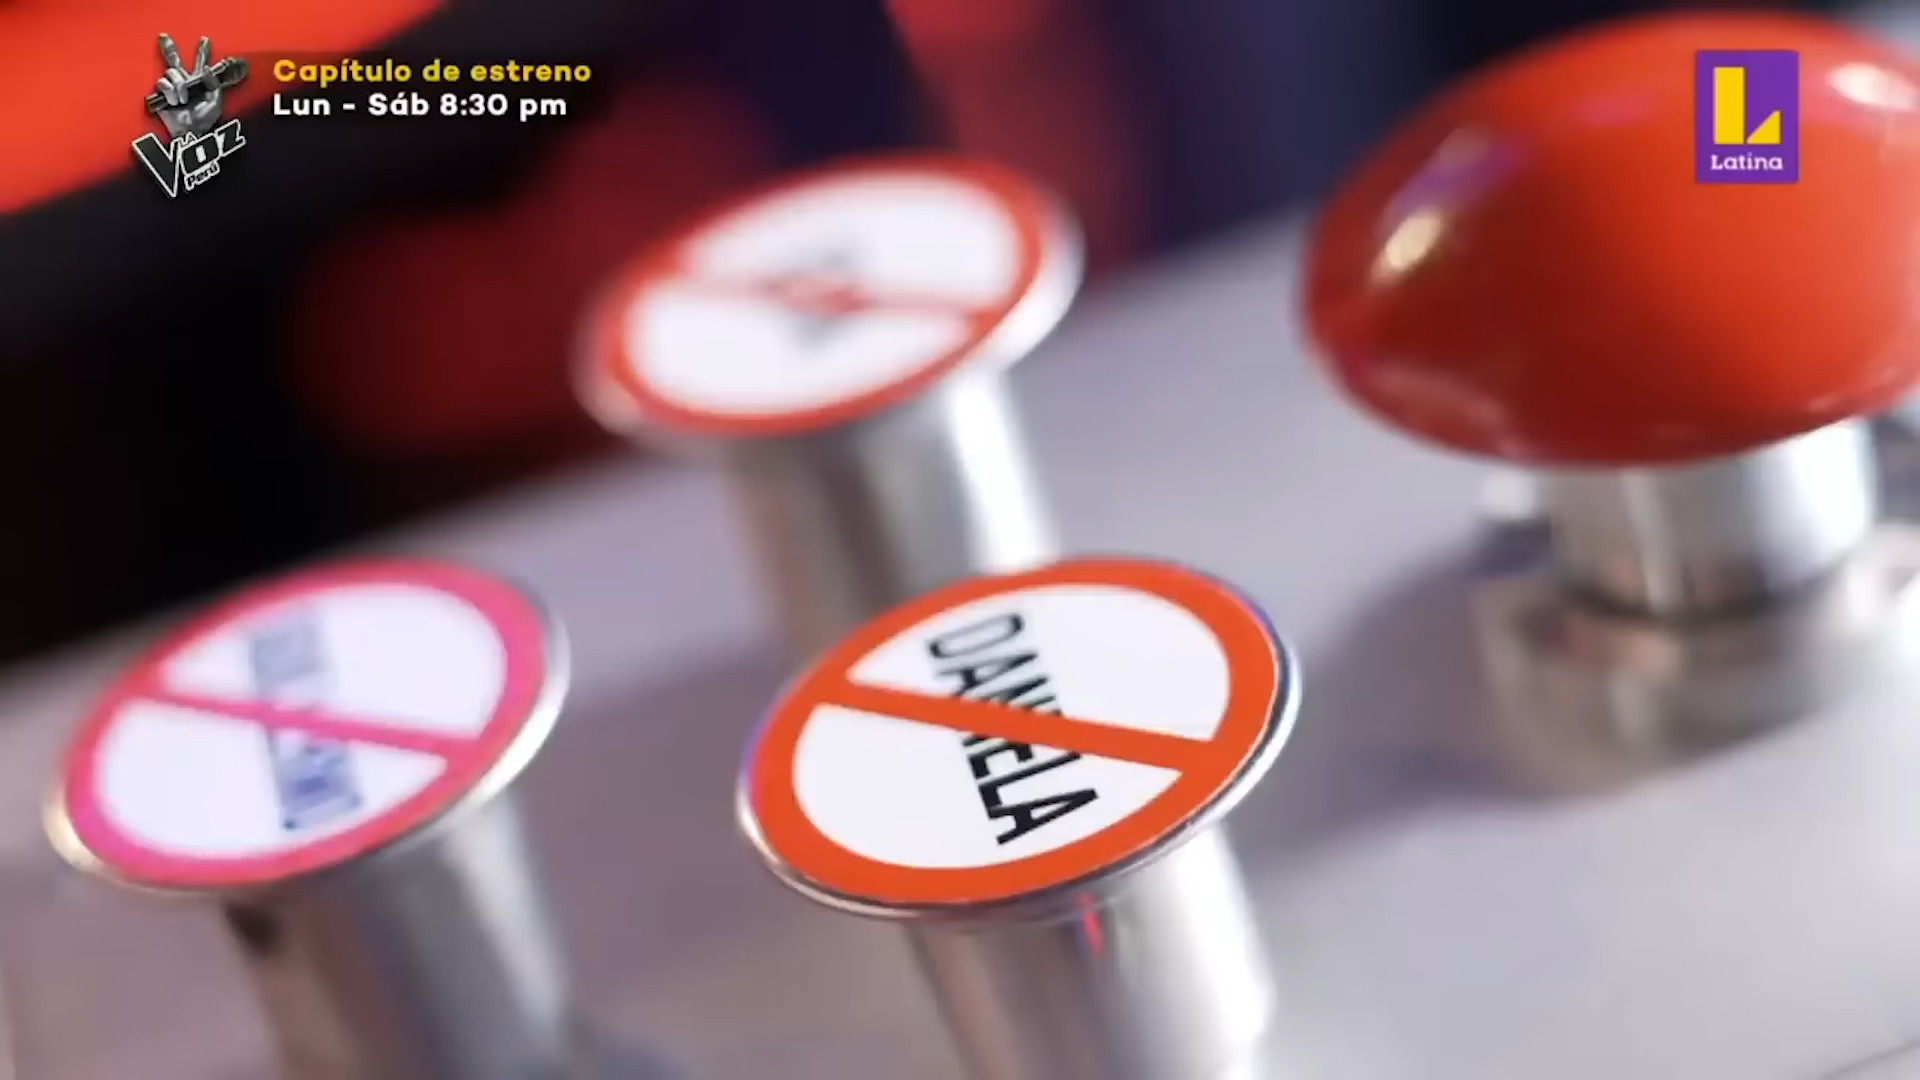 Capítulo de estreno
Lun - Sáb 8:30 pm
LA
VOZ
Perú
Latina
DANIELA